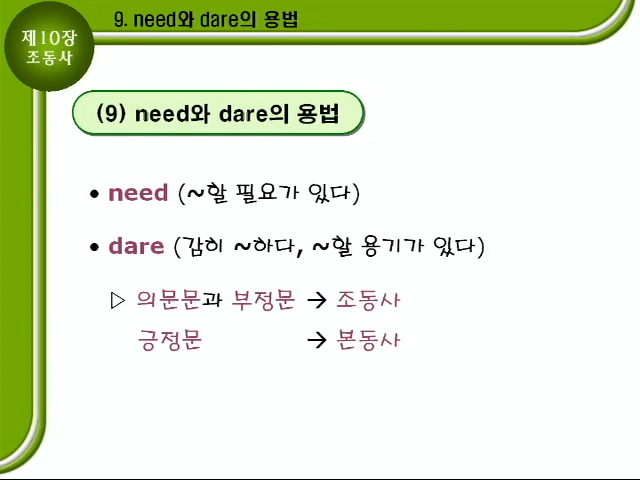 9. need와 dare의 용법
제10장
조동사
(9) need와 dare의 용법
• need (~할 필요가 있다)
• dare (감히 ~하다, ~할 용기가 있다)
▷ 의문문과 부정문 → 조동사
긍정문 → 본동사